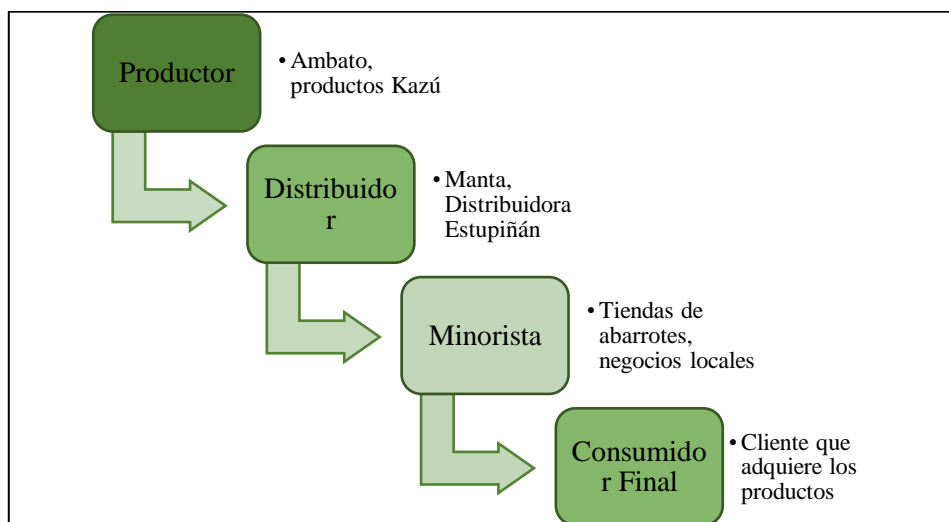 Productor
• Ambato,
productos Kazú
Distribuido
r
• Manta,
Distribuidora
Estupiñán
Minorista
• Tiendas de
abarrotes,
negocios locales
Consumido
r Final
• Cliente que
adquiere los
productos